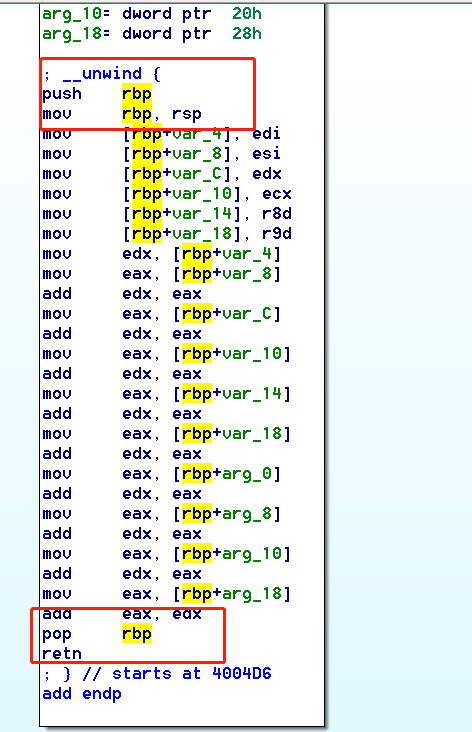 arg_10= dword ptr  20h
arg_18= dword ptr  28h
; __unwind {
push    rbp
mov     rbp, rsp
mov     [rbp+var_4], edi
mov     [rbp+var_8], esi
mov     [rbp+var_C], edx
mov     [rbp+var_10], ecx
mov     [rbp+var_14], r8d
mov     [rbp+var_18], r9d
mov     edx, [rbp+var_4]
mov     eax, [rbp+var_8]
add     edx, eax
mov     eax, [rbp+var_C]
add     edx, eax
mov     eax, [rbp+var_10]
add     edx, eax
mov     eax, [rbp+var_14]
add     edx, eax
mov     eax, [rbp+var_18]
add     edx, eax
mov     eax, [rbp+arg_0]
add     edx, eax
mov     eax, [rbp+arg_8]
add     edx, eax
mov     eax, [rbp+arg_10]
add     edx, eax
mov     eax, [rbp+arg_18]
add     eax, edx
pop     rbp
retn
; } // starts at 4004D6
add endp